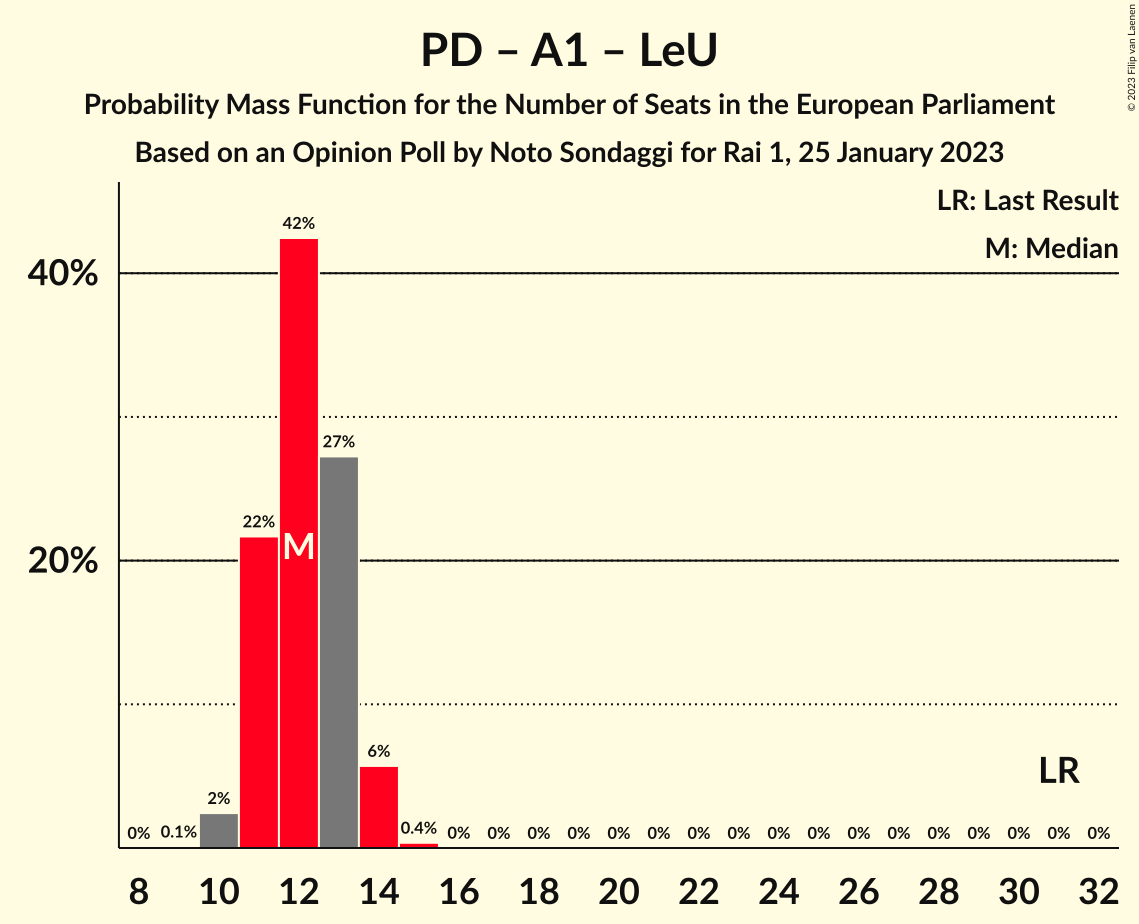 PD – A1 – LeU
Probability Mass Function for the Number of Seats in the European Parliament
Based on an Opinion Poll by Noto Sondaggi for Rai 1, 25 January 2023
© 2023 Filip van Laenen
LR: Last Result
M: Median
40%
20%
0% 0.1% 2% 22% 42% 27% 6% 0.4% 0% 0% 0% 0% 0% 0% 0% 0% 0% 0% 0% 0% 0% 0% 0% 0% 0%
M
LR
8 10 12 14 16 18 20 22 24 26 28 30 32